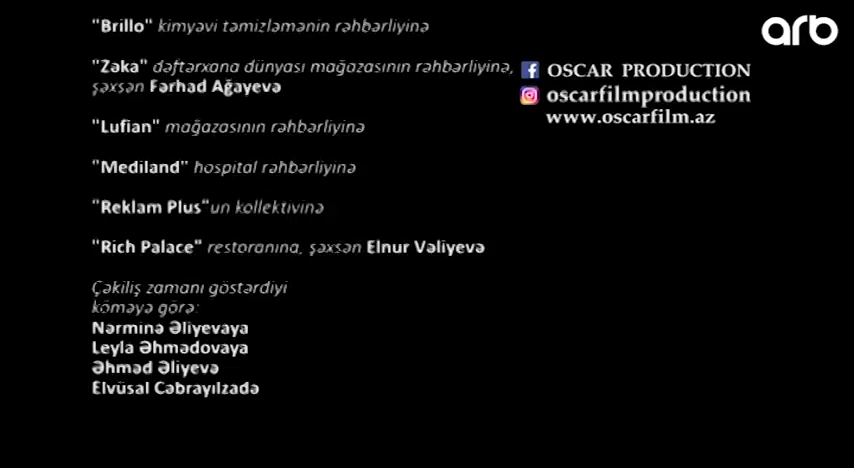 arb
"Brillo" kimyəvi təmizləmənin rəhbərliyinə
"Zəka" dəftərxana dünyası mağazasının rəhbərliyinə,
şəxsən Fərhad Ağayevə
OSCAR PRODUCTION
oscarfilmproduction
www.oscarfilm.az
"Lufian" mağazasının rəhbərliyinə
"Mediland" hospital rəhbərliyinə
"Reklam Plus"un kollektivinə
"Rich Palace" restoranına, şəxsən Elnur Vəliyevə
Çəkiliş zamanı göstərdiyi
köməyə görə:
Nərminə Əliyevaya
Leyla Əhmədovaya
Əhməd Əliyevə
Elvüsal Cəbrayılzadə